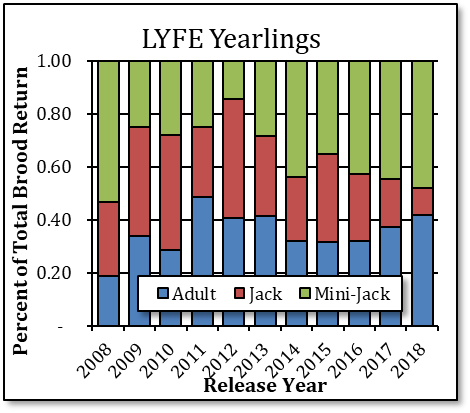 LYFE Yearlings
Percent of Total Brood Return
1.00
0.80
0.60
0.40
0.20
-
Adult Jack Mini-Jack
2008 2009 2010 2011 2012 2013 2014 2015 2016 2017 2018
Release Year